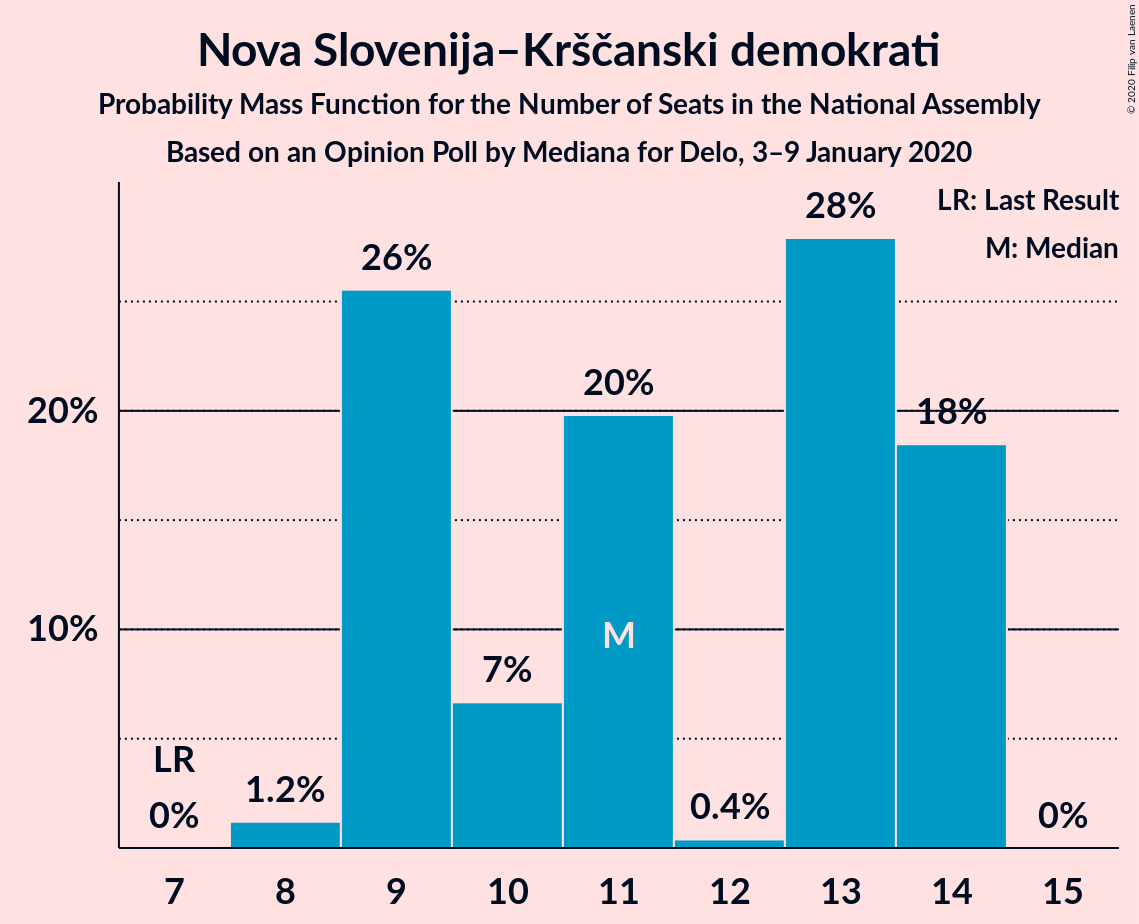 Nova Slovenija–Krščanski demokrati
Probability Mass Function for the Number of Seats in the National Assembly
Based on an Opinion Poll by Mediana for Delo, 3–9 January 2020
© 2020 Filip van Laenen
LR: Last Result
M: Median
28%
26%
20%
18%
20%
10%
M
7%
LR
0%
1.2%
0.4%
0%
7 8 9 10 11 12 13 14 15